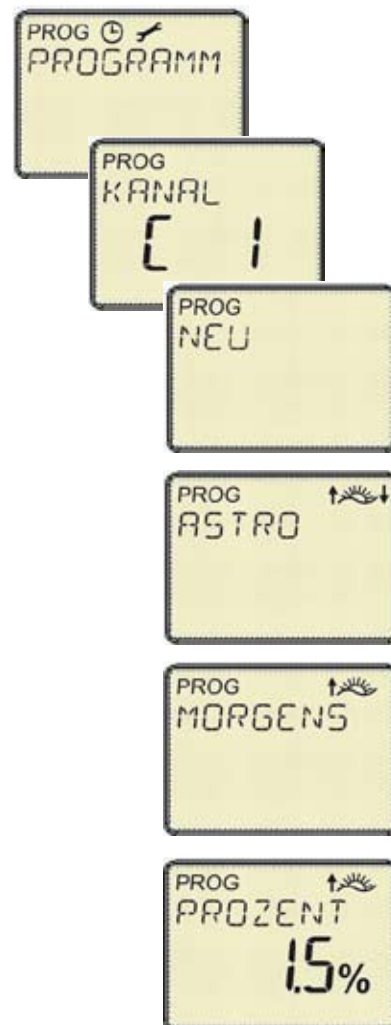 PROG
PROGRAMM
PROG
KANAL
C 1
PROG
NEU
PROG
ASTRO
PROG
MORGENS
PROG
PROZENT
1.5%